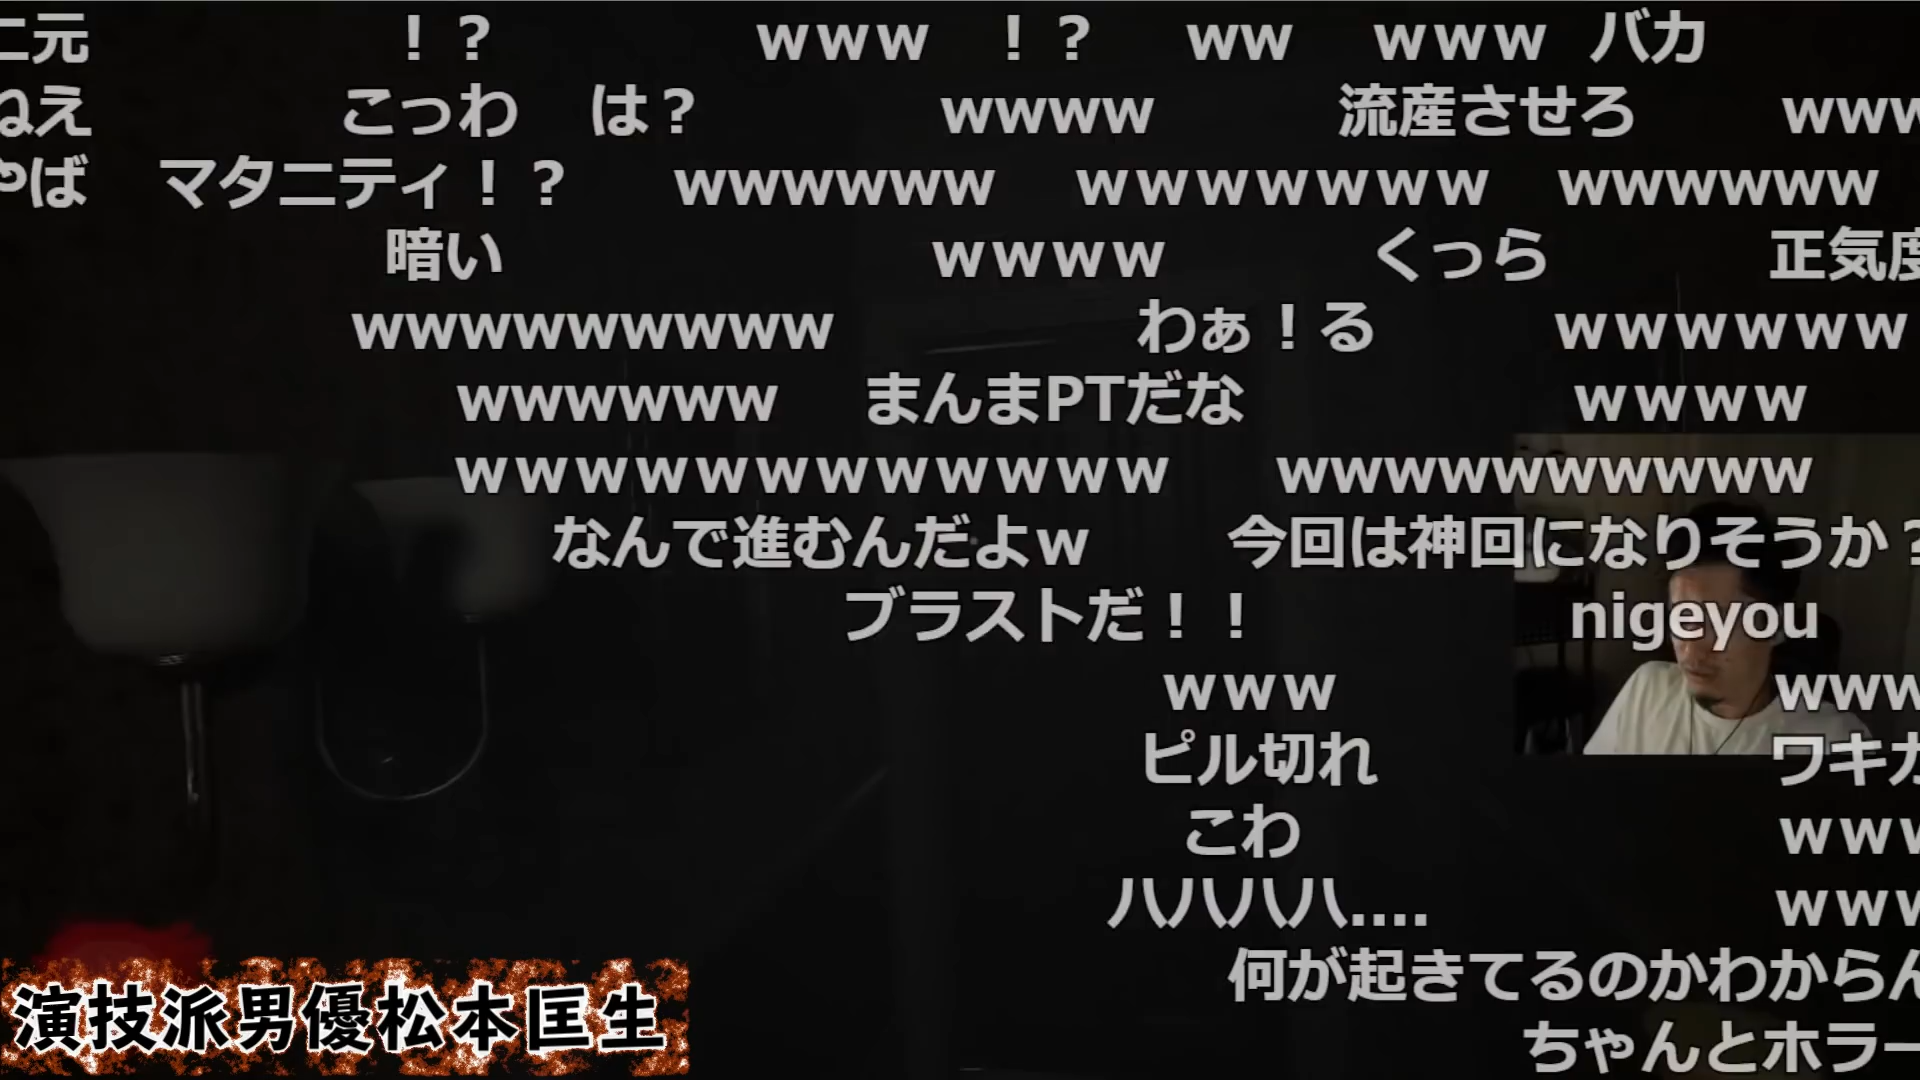 二元 ！？ ｗｗｗ ！？ ww ｗｗｗ バカ
ねえ こっわ は？ wwww 流産させろ www
やば マタニティ！？ wwwwww ｗｗｗｗｗｗｗ wwwwww
暗い ｗｗｗｗ くっら 正気度
wwwwwwwww わぁ！る ｗｗｗｗｗｗ
wwwwww まんまPTだな ｗｗｗｗ
ｗｗｗｗｗｗｗｗｗｗｗｗ wwwwwwwwww
なんで進むんだよw 今回は神回になりそうか？
ブラストだ！！ nigeyou
ｗｗｗ www
ピル切れ ワキガ
こわ ｗｗｗ
ハハハハ.... ｗｗｗ
何が起きてるのかわからん
ちゃんとホラー
演技派男優松本匡生